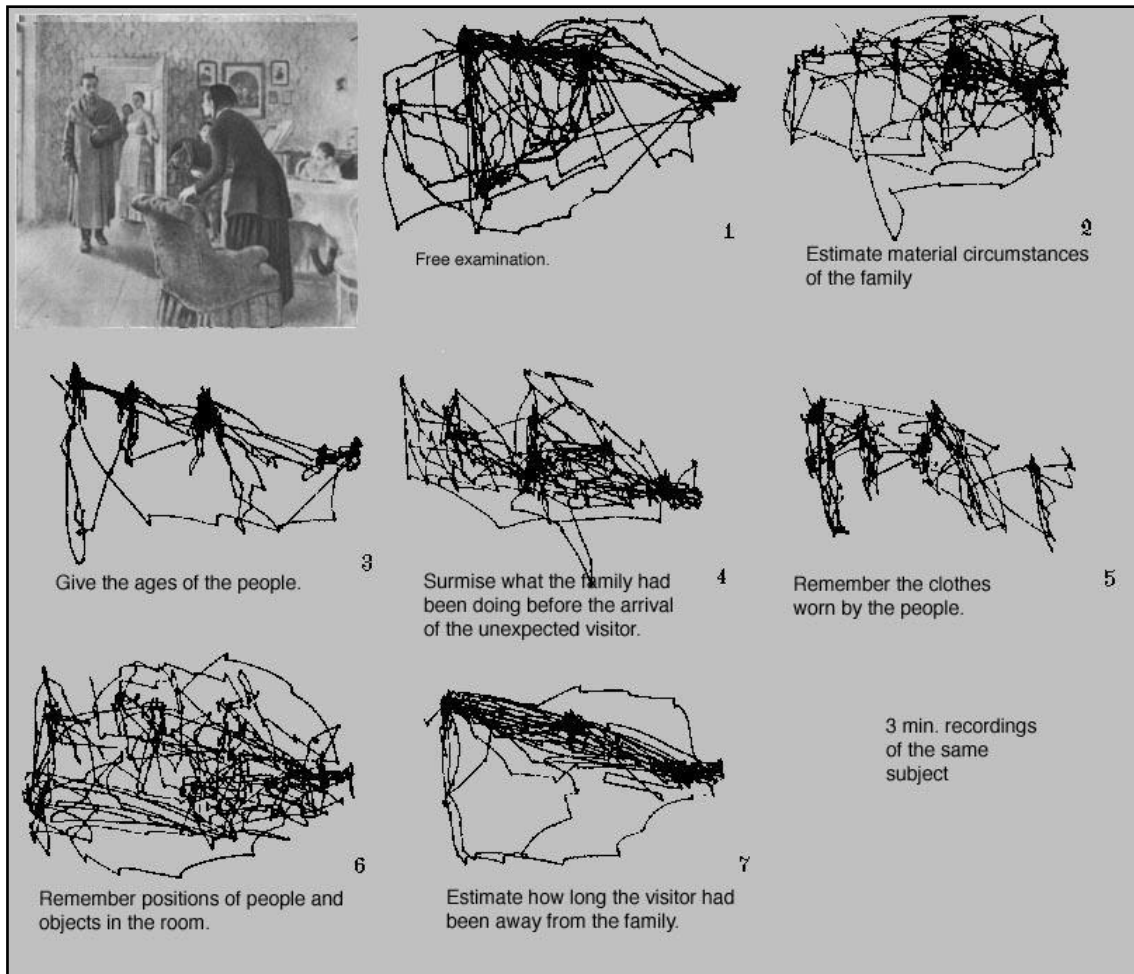 1
Free examination.
2
Estimate material circumstances
of the family
3
Give the ages of the people.
4
Surmise what the family had
been doing before the arrival
of the unexpected visitor.
5
Remember the clothes
worn by the people.
6
Remember positions of people and
objects in the room.
7
Estimate how long the visitor had
been away from the family.
3 min. recordings
of the same
subject